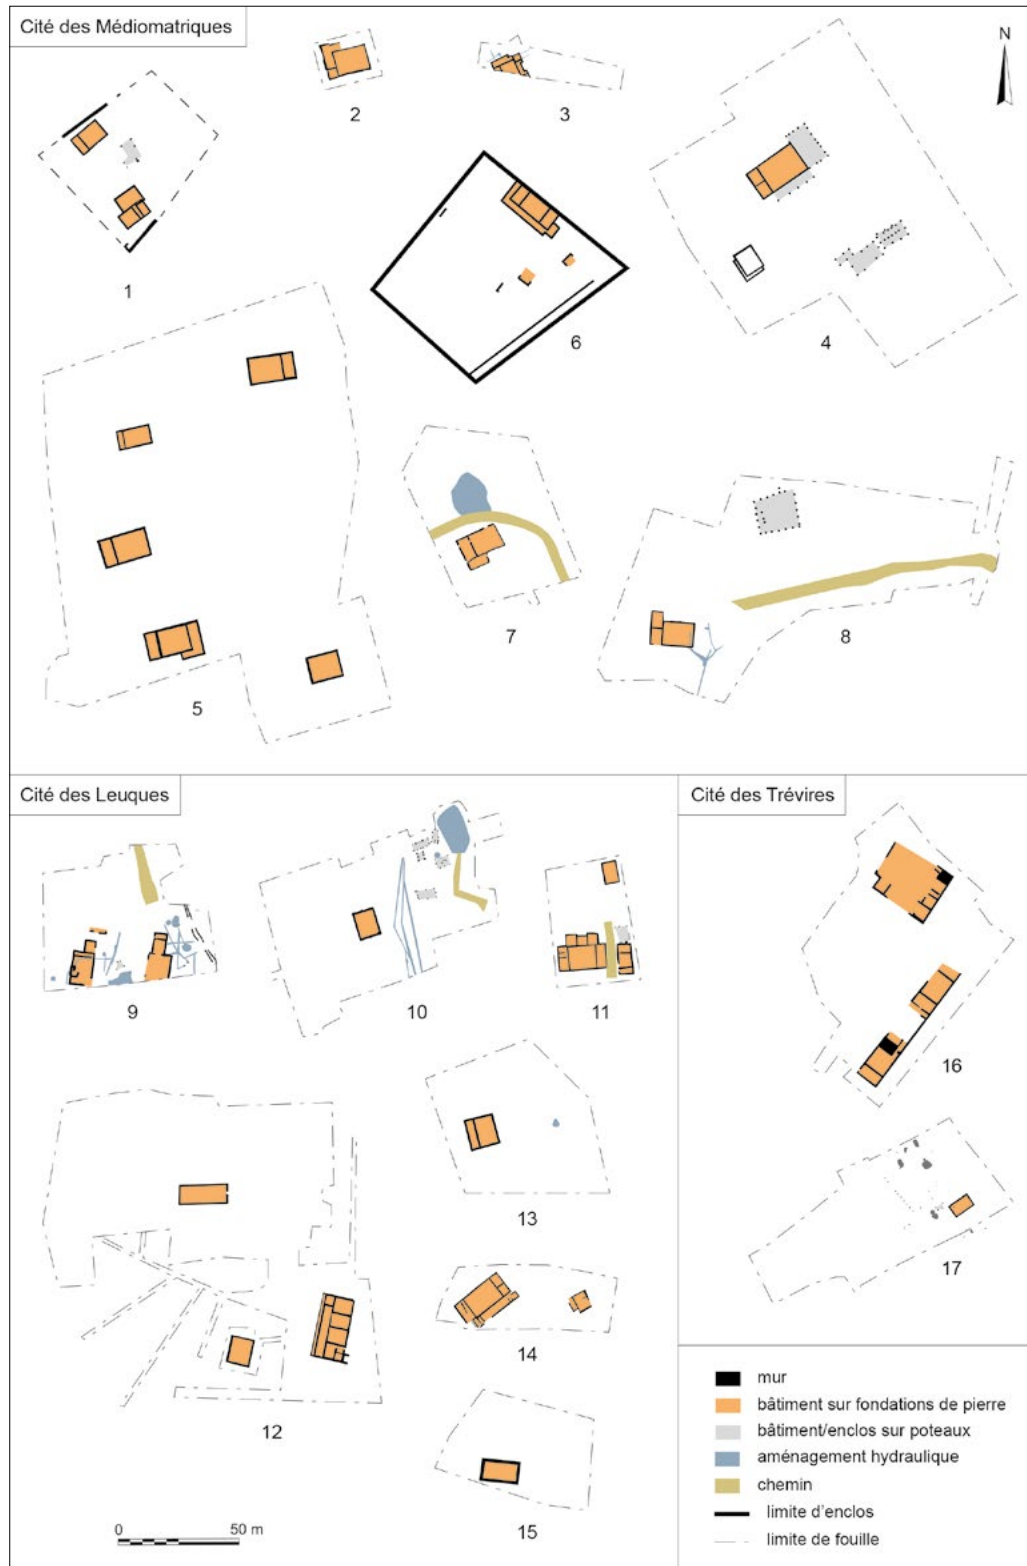 Cité des Médiomatriques
N
2
3
1
6
4
7
8
5
Cité des Leuques
Cité des Trévires
9
10
11
16
13
17
14
12
15
mur
bâtiment sur fondations de pierre
bâtiment/enclos sur poteaux
aménagement hydraulique
chemin
limite d'enclos
limite de fouille
0 50 m